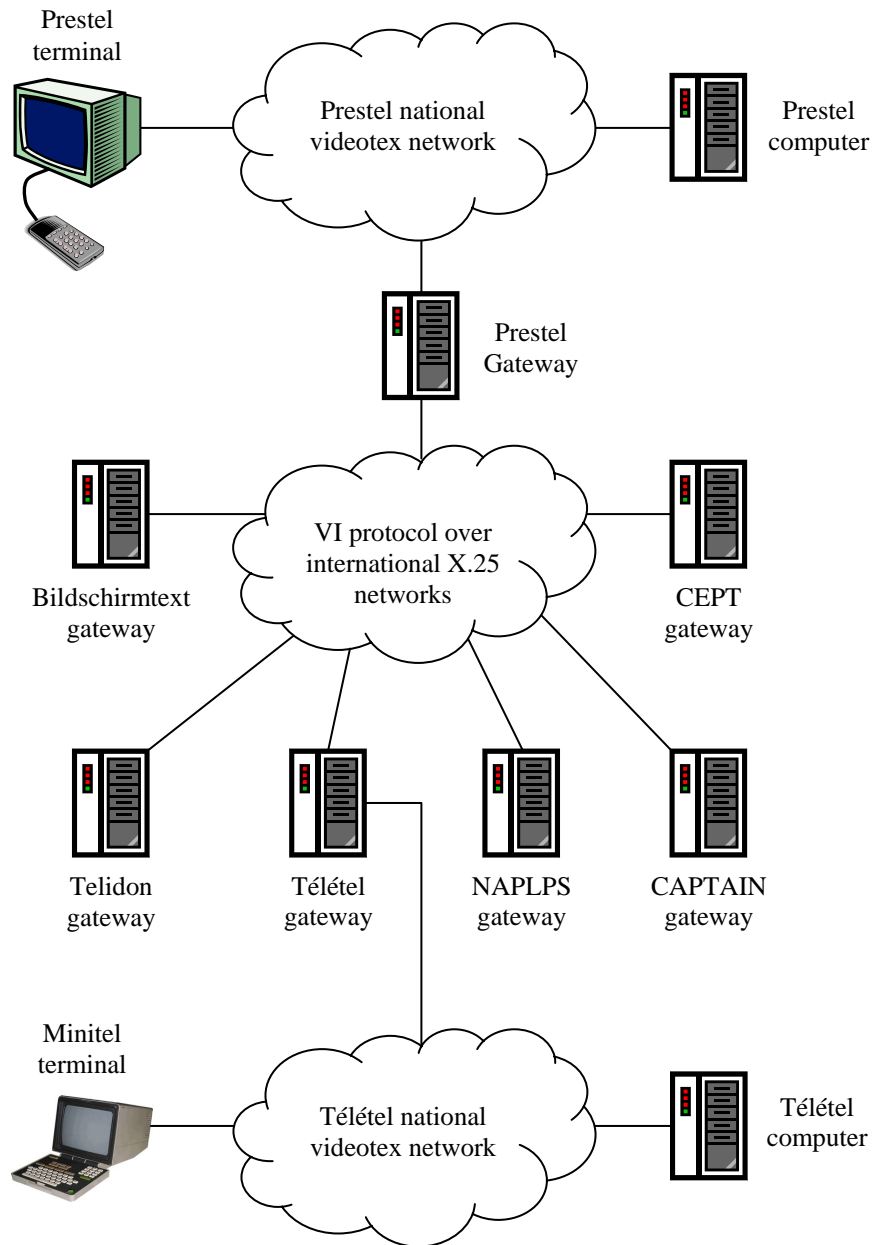 Prestel
terminal
Prestel national
videotex network
Prestel
computer
Prestel
Gateway
Bildschirmtext
gateway
VI protocol over
international X.25
networks
CEPT
gateway
Telidon
gateway
Télétel
gateway
NAPLPS
gateway
CAPTAIN
gateway
Minitel
terminal
Télétel national
videotex network
Télétel
computer